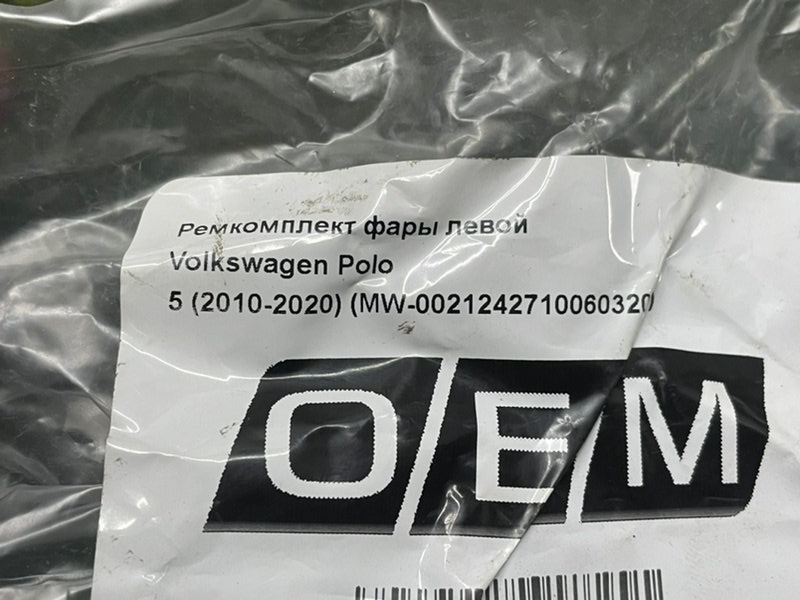 Ремкомплект фары левой
Volkswagen Polo
5 (2010-2020) (MW-0021242710060320)
OEM